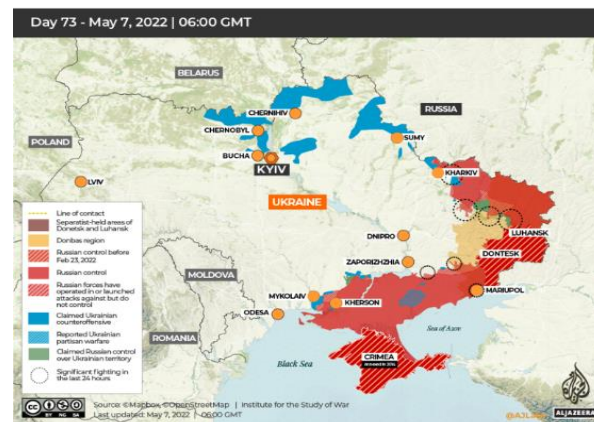 Day 73 - May 7, 2022 | 06:00 GMT
BELARUS
CHERNIHIV
RUSSIA
CHERNOBYL
SUMY
POLAND
BUCHA
KYIV
KHARKIV
LVIV
UKRAINE
LUHANSK
DNIPRO
DONTESK
ZAPORIZHZHIA
MOLDOVA
MARIUPOL
MYKOLAIV
KHERSON
ODESA
Sea of Azov
ROMANIA
Black Sea
CRIMEA
Line of contact
Separatist-held areas of
Donetsk and Luhansk
Donbas region
Russian control before
Feb 23, 2022
Russian control
Russian forces have
operated in or launched
attacks against but do
not control
Claimed Ukrainian
counteroffensive
Reported Ukrainian
partisan warfare
Claimed Russian control
over Ukrainian territory
Significant fighting in
the last 24 hours
CC BY NC SA
Source: ©Mapbox, ©OpenStreetMap | Institute for the Study of War
Last updated: May 7, 2022 | 06:00 GMT
ALJAZEERA